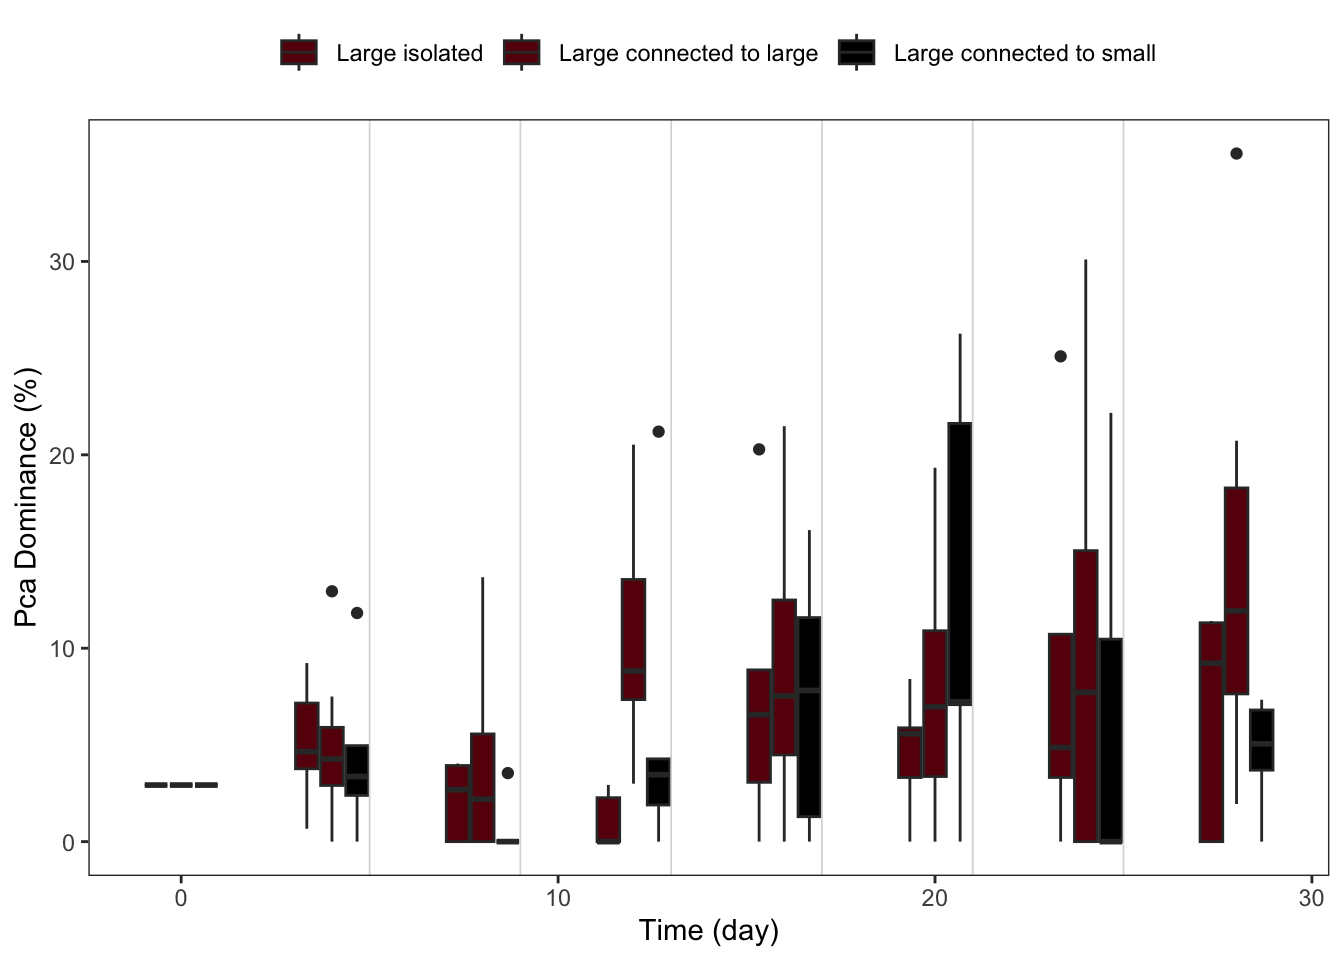 Large isolated Large connected to large Large connected to small
Pca Dominance (%)
30
20
10
0
0 10 20 30
Time (day)